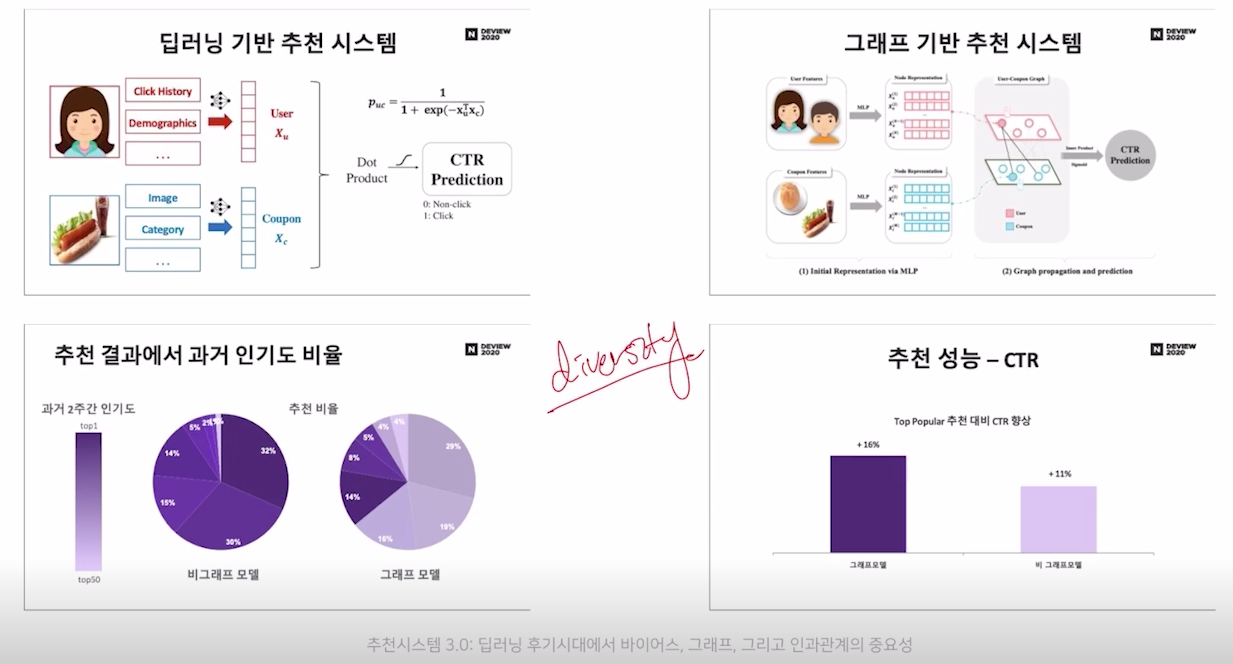 딥러닝 기반 추천 시스템
N DEVIEW
2020
Click History
Demographics
...
User
Xu
Image
Category
...
Coupon
Xc
puc = 1 / 1 + exp(−xuTxc)
Dot
Product
CTR
Prediction
0: Non-click
1: Click
그래프 기반 추천 시스템
N DEVIEW
2020
User Features
Node Representation
User-Coupon Graph
MLP
Coupon Features
Node Representation
MLP
Inner Product
Sigmoid
CTR
Prediction
User
Coupon
(1) Initial Representation via MLP
(2) Graph propagation and prediction
추천 결과에서 과거 인기도 비율
N DEVIEW
2020
과거 2주간 인기도
추천 비율
top1
top50
32%
30%
15%
14%
5%
2%
비그래프 모델
29%
19%
16%
14%
8%
5%
4%
4%
그래프 모델
diversity
추천 성능 – CTR
N DEVIEW
2020
Top Popular 추천 대비 CTR 향상
+ 16%
+ 11%
그래프모델
비 그래프모델
추천시스템 3.0: 딥러닝 후기시대에서 바이어스, 그래프, 그리고 인과관계의 중요성